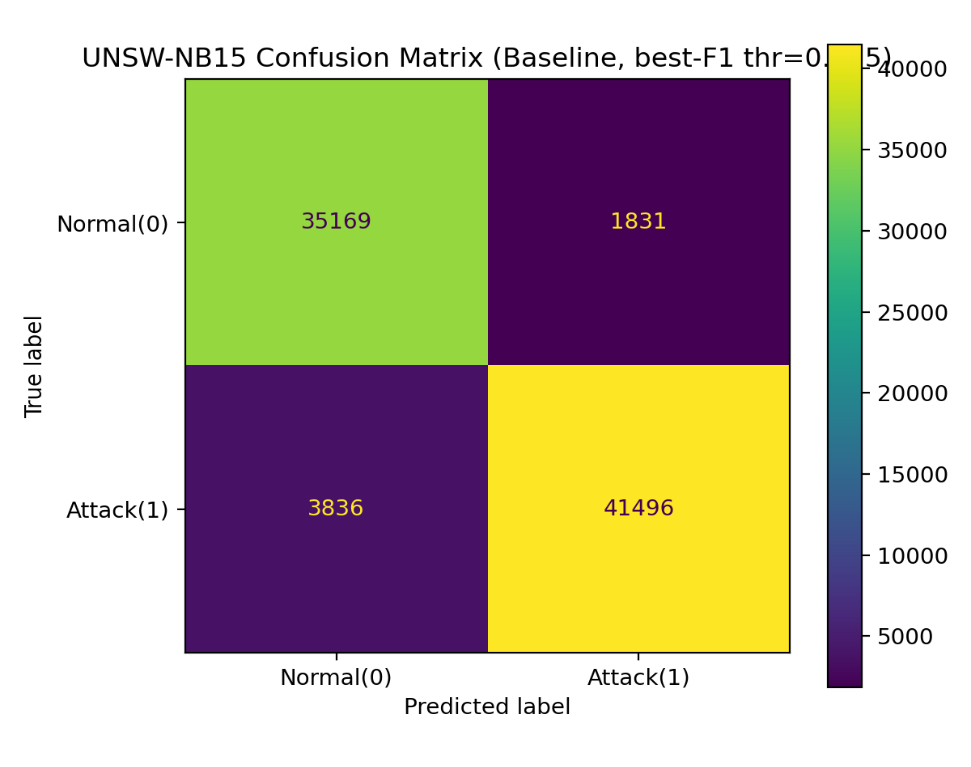 UNSW-NB15 Confusion Matrix (Baseline, best-F1 thr=0. 5)
40000
35000
30000
25000
20000
15000
10000
5000
Normal(0)
35169
1831
True label
Attack(1)
3836
41496
Normal(0)
Attack(1)
Predicted label